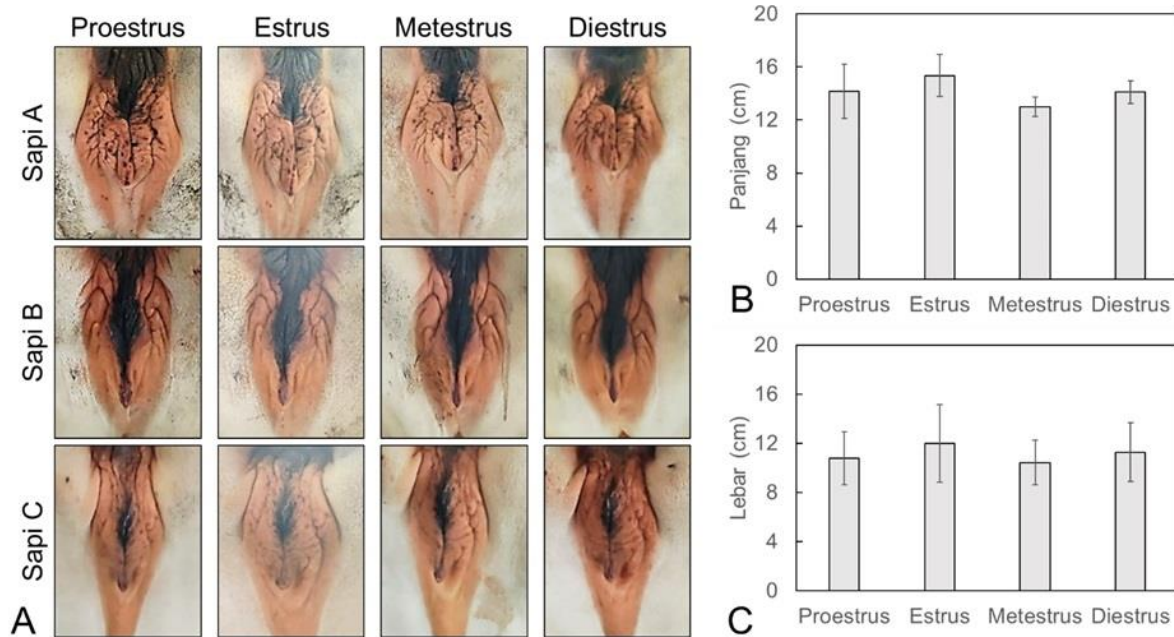 Proestrus Estrus Metestrus Diestrus
Sapi A
Sapi B
Sapi C
A
20
16
12
8
4
0
Panjang (cm)
Proestrus Estrus Metestrus Diestrus
B
20
16
12
8
4
0
Lebar (cm)
Proestrus Estrus Metestrus Diestrus
C